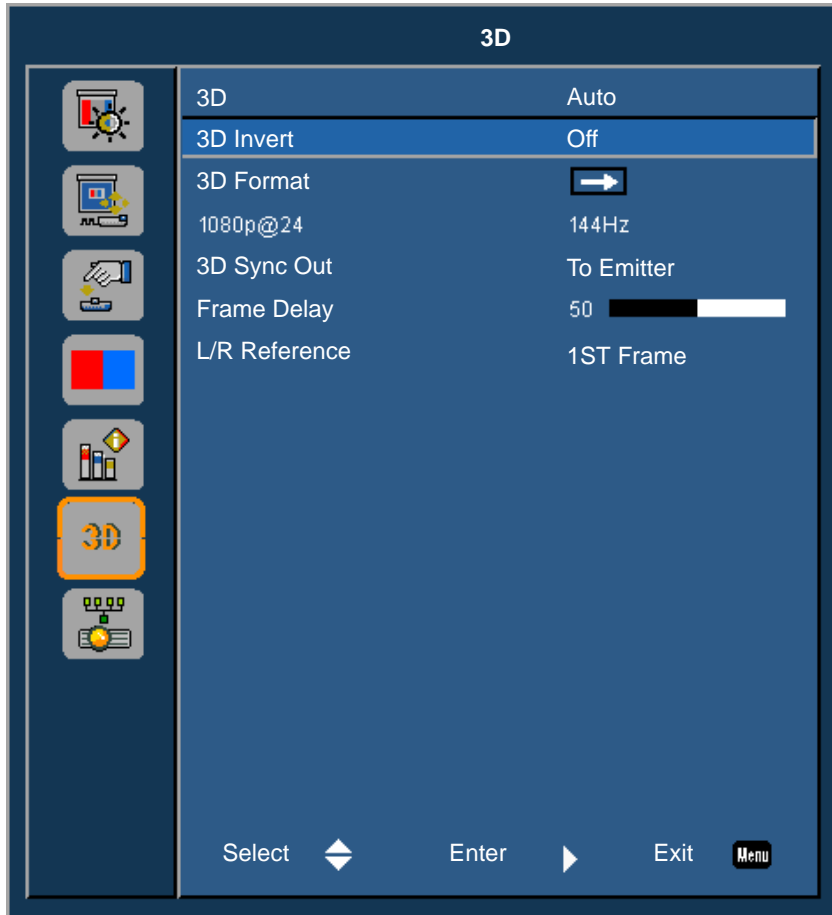 3D
3D Auto
3D Invert Off
3D Format
1080p@24 144Hz
3D Sync Out To Emitter
Frame Delay 50
L/R Reference 1ST Frame
3D
Select Enter Exit Menu